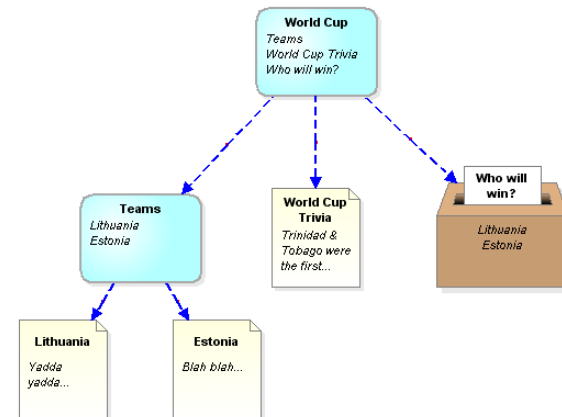 World Cup
Teams
World Cup Trivia
Who will win?
Teams
Lithuania
Estonia
World Cup
Trivia
Trinidad &
Tobago were
the first...
Who will
win?
Lithuania
Estonia
Lithuania
Yadda
yadda...
Estonia
Blah blah...